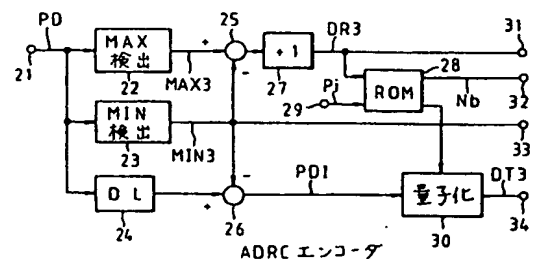 PD
21
MAX
検出
22
MAX3
+
25
-
+1
27
DR3
31
28
ROM
Pj
29
Nb
32
MIN
検出
23
MIN3
33
DL
24
-
+
26
PDI
量子化
30
DT3
34
ADRC エンコーダ